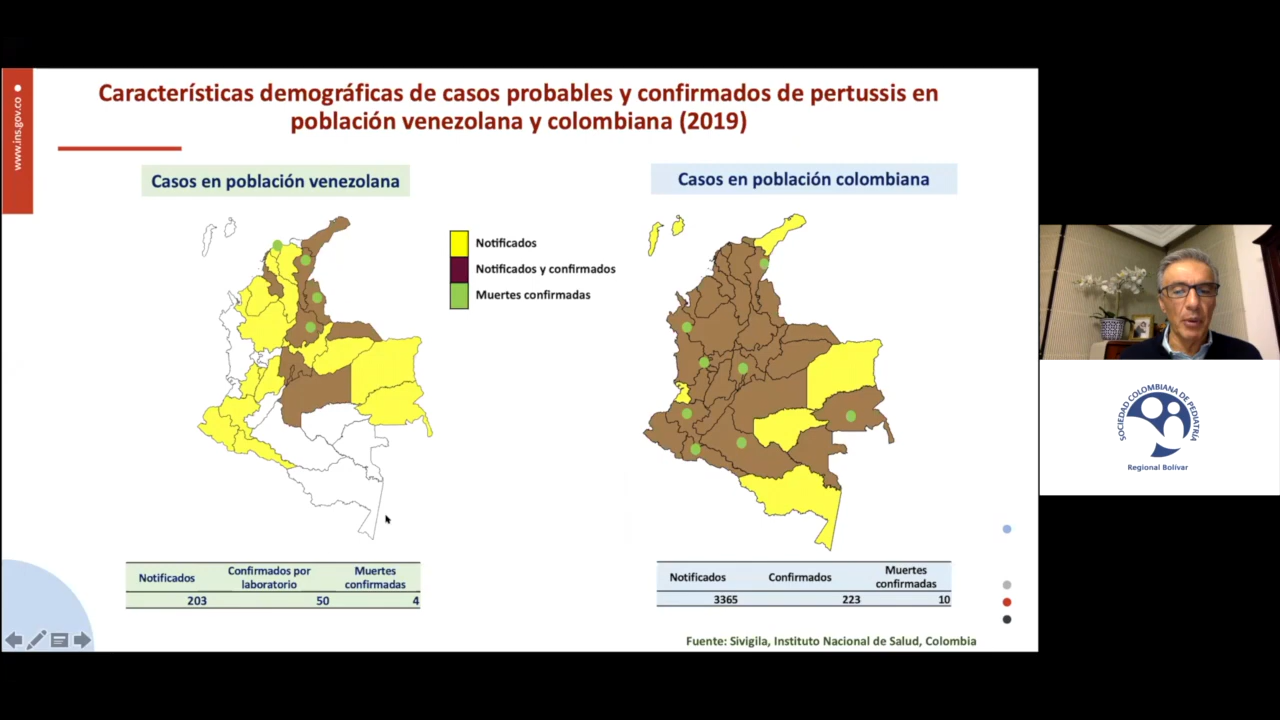 www.ins.gov.co
Características demográficas de casos probables y confirmados de pertussis en
población venezolana y colombiana (2019)
Casos en población venezolana
Casos en población colombiana
Notificados
Notificados y confirmados
Muertes confirmadas
Notificados
Confirmados por
laboratorio
Muertes
confirmadas
203
50
4
Notificados
Confirmados
Muertes
confirmadas
3365
223
10
Fuente: Sivigila, Instituto Nacional de Salud, Colombia
SOCIEDAD COLOMBIANA DE PEDIATRÍA
Regional Bolívar